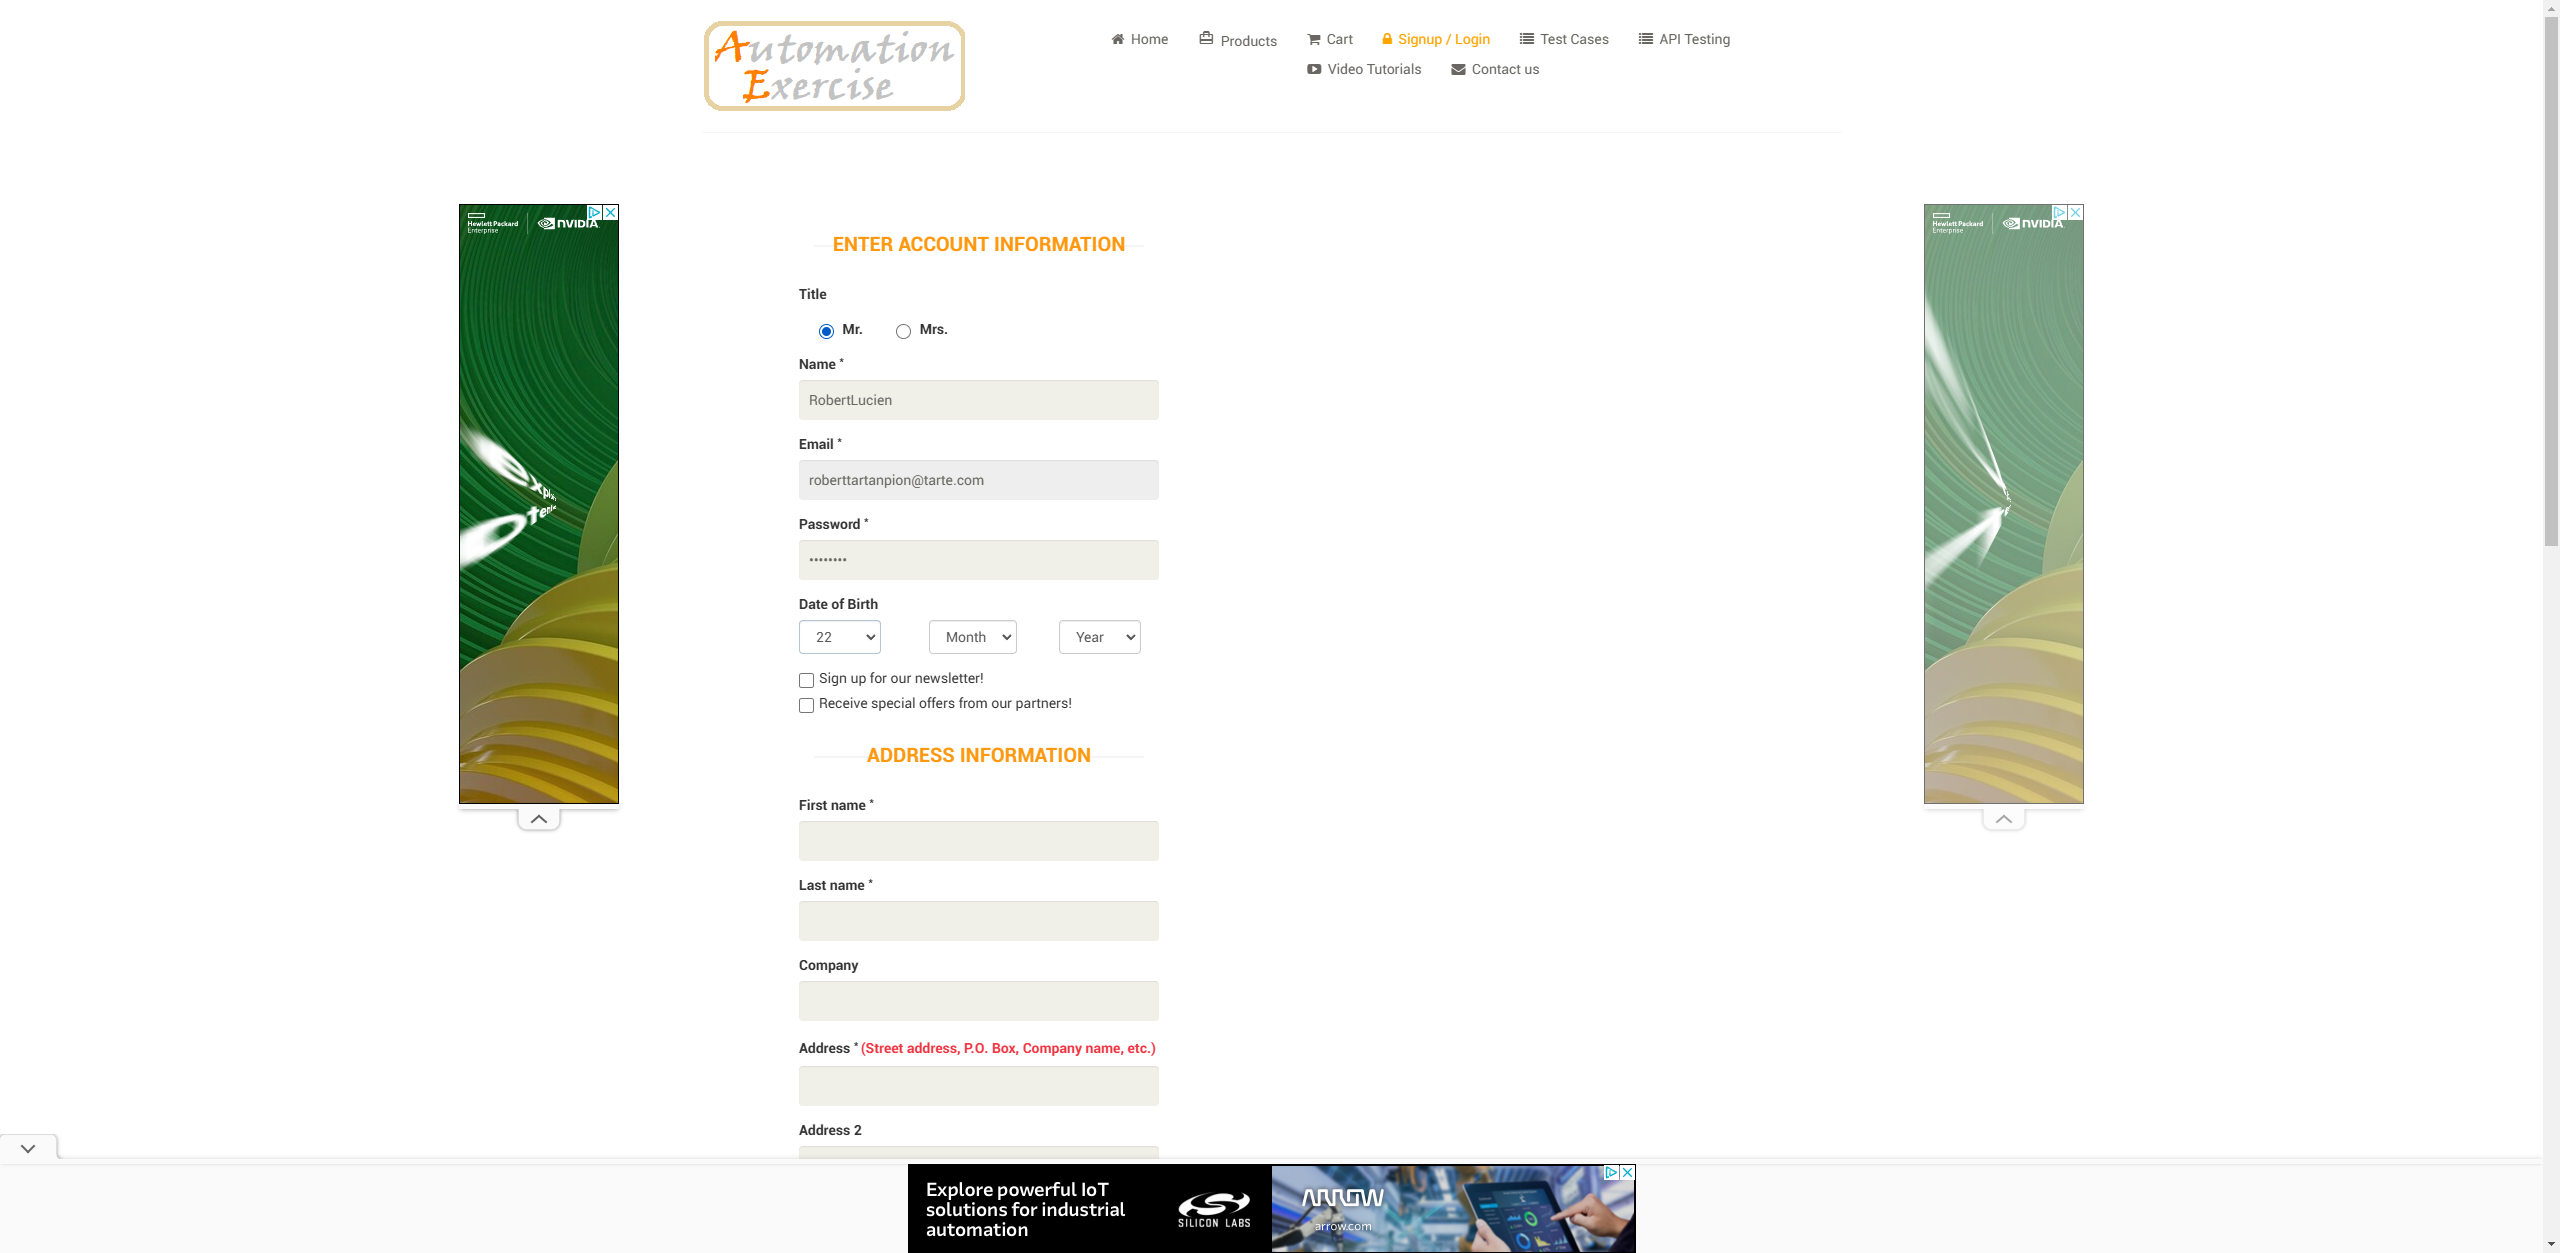 Automation
Exercise
Home
Products
Cart
Signup / Login
Test Cases
API Testing
Video Tutorials
Contact us
Hewlett Packard
Enterprise
NVIDIA
Hewlett Packard
Enterprise
NVIDIA
ENTER ACCOUNT INFORMATION
Title
Mr.
Mrs.
Name *
RobertLucien
Email *
roberttartanpion@tarte.com
Password *
••••••••
Date of Birth
22
Month
Year
Sign up for our newsletter!
Receive special offers from our partners!
ADDRESS INFORMATION
First name *
Last name *
Company
Address * (Street address, P.O. Box, Company name, etc.)
Address 2
Explore powerful IoT
solutions for industrial
automation
SILICON LABS
ARROW
arrow.com